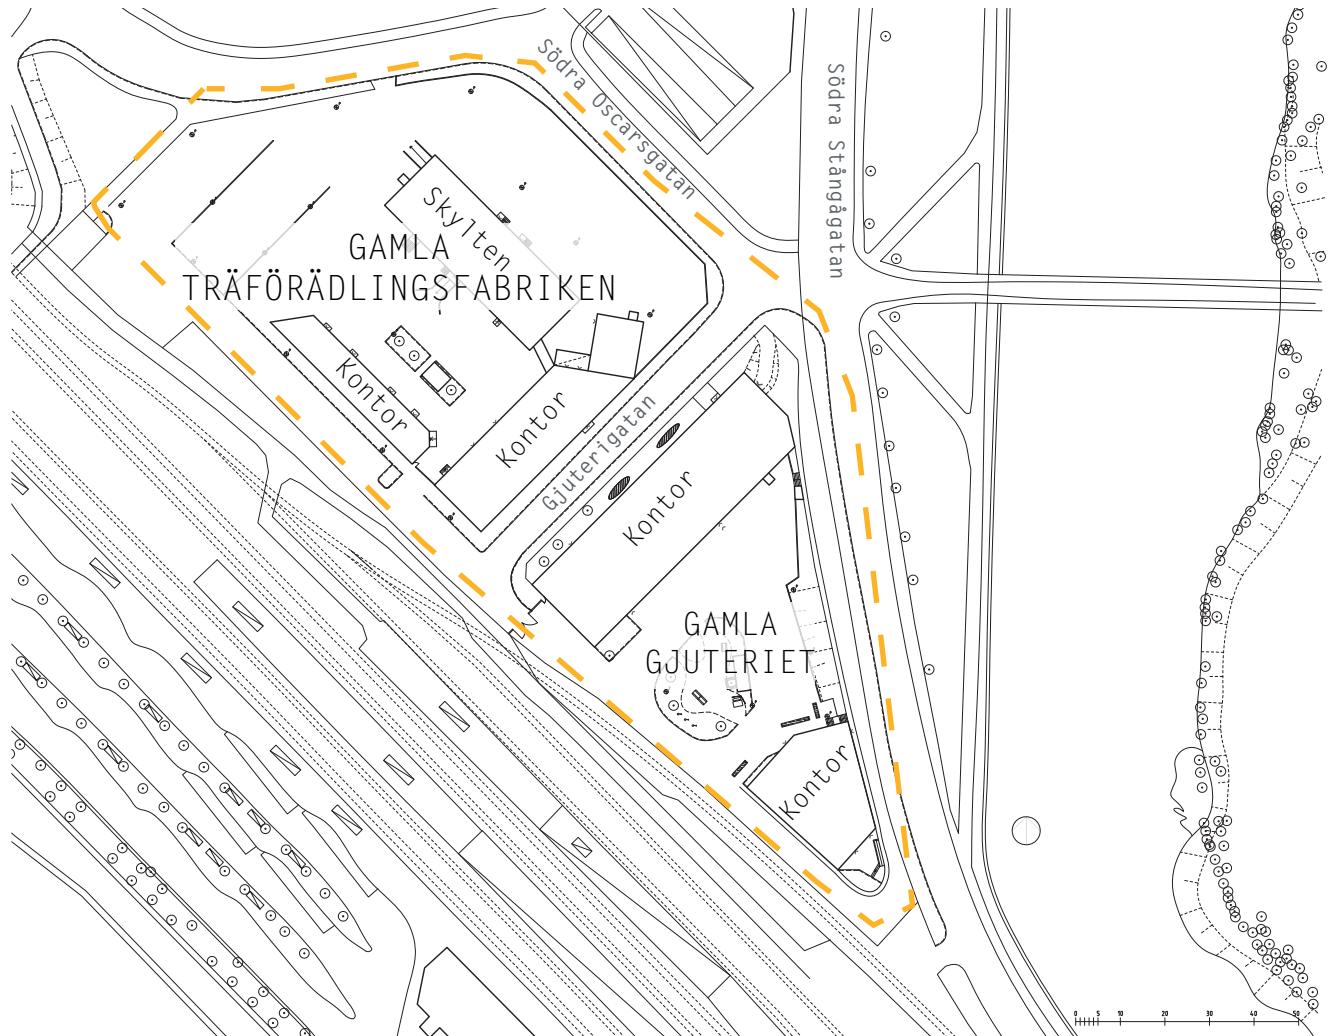 Södra Oscarsgatan
Södra Stångågatan
Skylten
GAMLA
TRÄFÖRÄDLINGSFABRIKEN
Kontor
Kontor
Gjuterigatan
Kontor
GAMLA
GJUTERIET
Kontor
0 5 10 20 30 40 50